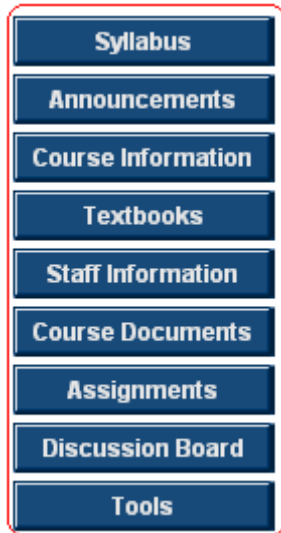 Syllabus
Announcements
Course Information
Textbooks
Staff Information
Course Documents
Assignments
Discussion Board
Tools